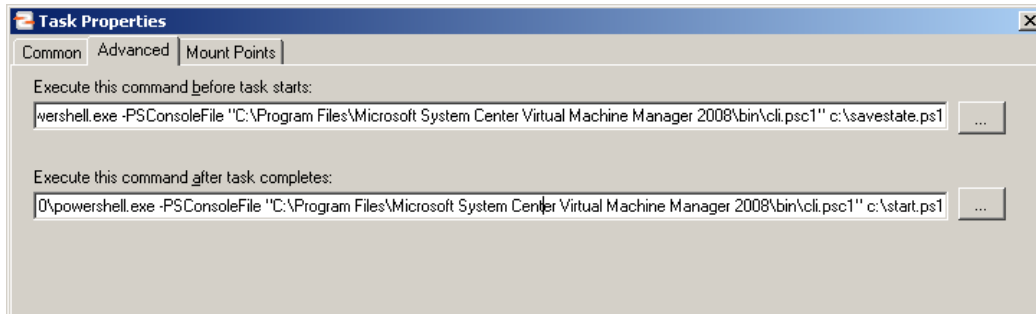 Task Properties
Common Advanced Mount Points
Execute this command before task starts:
wershell.exe -PSConsoleFile "C:\Program Files\Microsoft System Center Virtual Machine Manager 2008\bin\cli.psc1" c:\savestate.ps1
...
Execute this command after task completes:
0\powershell.exe -PSConsoleFile "C:\Program Files\Microsoft System Center Virtual Machine Manager 2008\bin\cli.psc1" c:\start.ps1
...